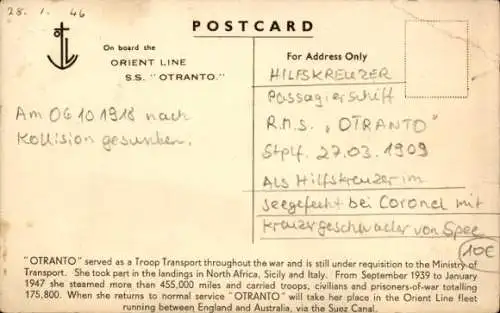 28. 1. 46
POSTCARD
On board the
ORIENT LINE
S.S. "OTRANTO."
Am 06 10 1918 nach
Kollision gesunken.
For Address Only
HILFSKREUZER
Passagierschiff
R.M.S. „OTRANTO"
Stplf. 27.03.1909
Als Hilfskreuzer im
Seegefecht bei Coronel mit
Kreuzergeschwader von Spee
10€
"OTRANTO" served as a Troop Transport throughout the war and is still under requisition to the Ministry of
Transport. She took part in the landings in North Africa, Sicily and Italy. From September 1939 to January
1947 she steamed more than 455,000 miles and carried troops, civilians and prisoners-of-war totalling
175,800. When she returns to normal service "OTRANTO" will take her place in the Orient Line fleet
running between England and Australia, via the Suez Canal.